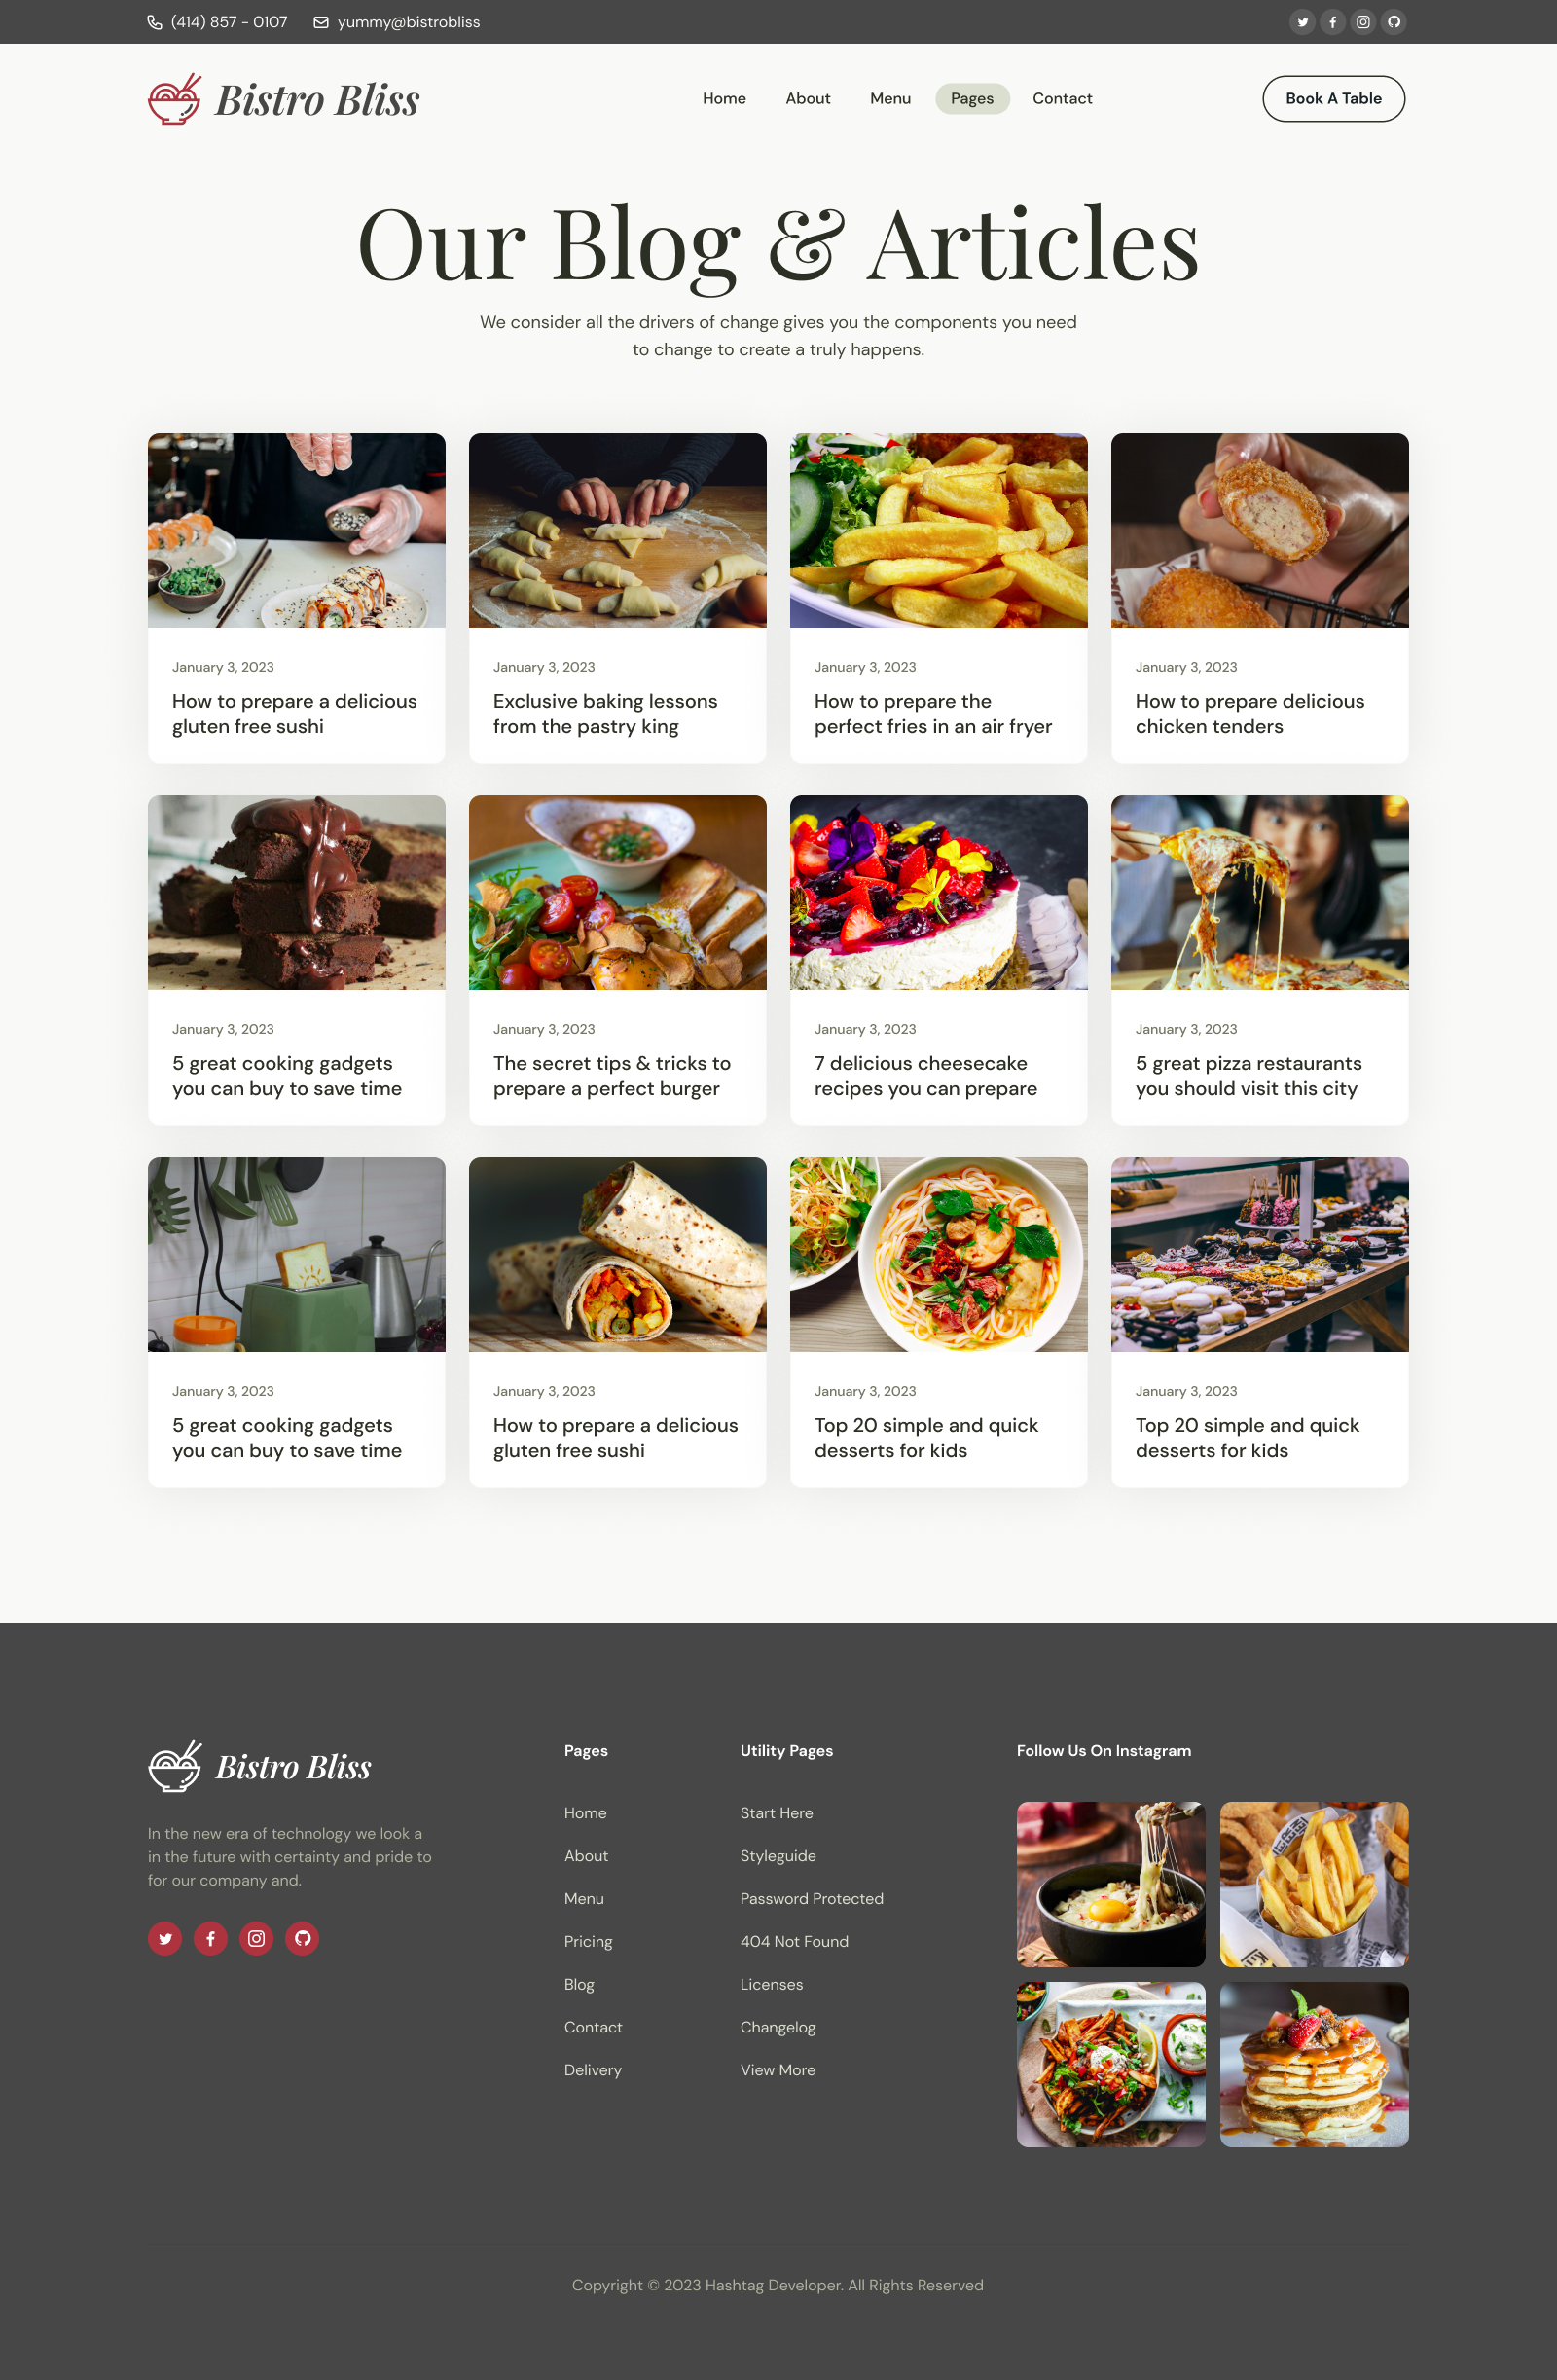 (414) 857 - 0107
yummy@bistrobliss
Bistro Bliss
Home
About
Menu
Pages
Contact
Book A Table
Our Blog & Articles
We consider all the drivers of change gives you the components you need
to change to create a truly happens.
January 3, 2023
How to prepare a delicious
gluten free sushi
January 3, 2023
Exclusive baking lessons
from the pastry king
January 3, 2023
How to prepare the
perfect fries in an air fryer
January 3, 2023
How to prepare delicious
chicken tenders
January 3, 2023
5 great cooking gadgets
you can buy to save time
January 3, 2023
The secret tips & tricks to
prepare a perfect burger
January 3, 2023
7 delicious cheesecake
recipes you can prepare
January 3, 2023
5 great pizza restaurants
you should visit this city
January 3, 2023
5 great cooking gadgets
you can buy to save time
January 3, 2023
How to prepare a delicious
gluten free sushi
January 3, 2023
Top 20 simple and quick
desserts for kids
January 3, 2023
Top 20 simple and quick
desserts for kids
Bistro Bliss
In the new era of technology we look a
in the future with certainty and pride to
for our company and.
Pages
Home
About
Menu
Pricing
Blog
Contact
Delivery
Utility Pages
Start Here
Styleguide
Password Protected
404 Not Found
Licenses
Changelog
View More
Follow Us On Instagram
Copyright © 2023 Hashtag Developer. All Rights Reserved